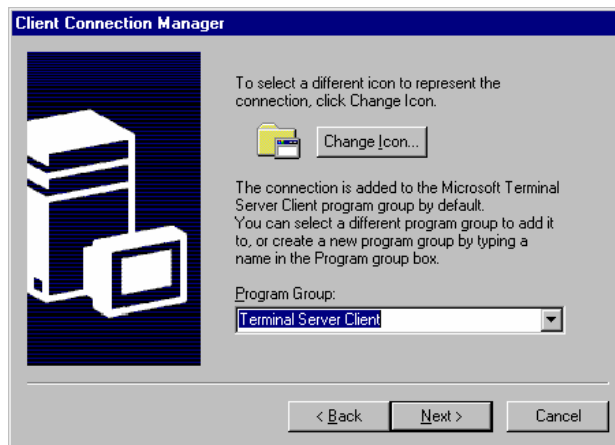 Client Connection Manager
To select a different icon to represent the
connection, click Change Icon.
Change Icon...
The connection is added to the Microsoft Terminal
Server Client program group by default.
You can select a different program group to add it
to, or create a new program group by typing a
name in the Program group box.
Program Group:
Terminal Server Client
< Back
Next >
Cancel